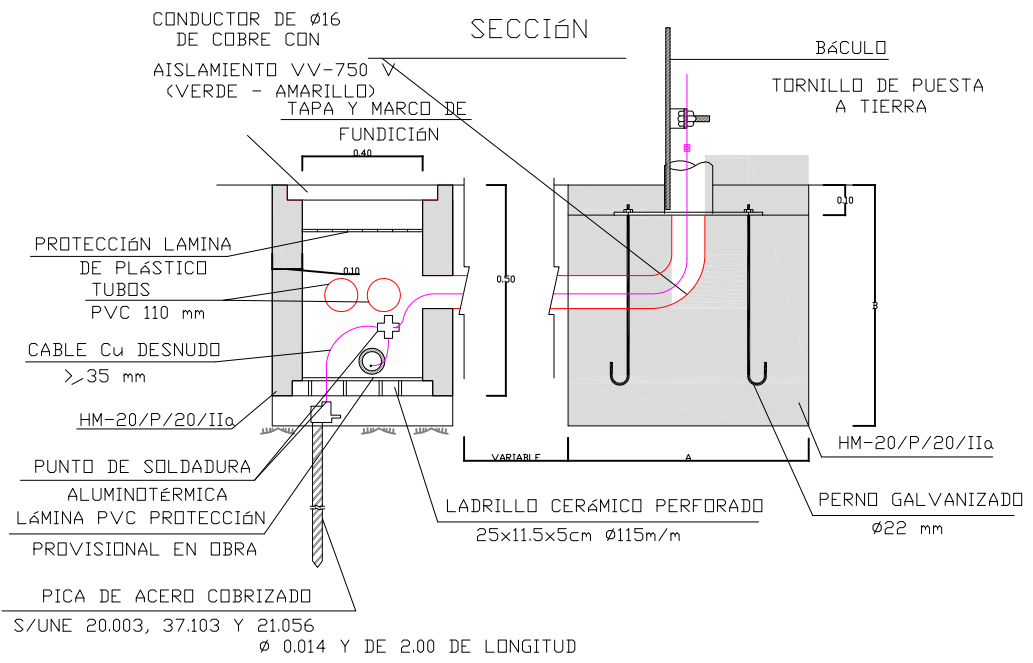 SECCIóN
CONDUCTOR DE Ø16
DE COBRE CON
AISLAMIENTO VV-750 V
(VERDE - AMARILLO)
TAPA Y MARCO DE
FUNDICIóN
BáCULO
TORNILLO DE PUESTA
A TIERRA
0.40
0.10
PROTECCIóN LAMINA
DE PLáSTICO
0.10
0.50
TUBOS
PVC 110 mm
B
CABLE Cu DESNUDO
≥ 35 mm
HM-20/P/20/IIa
HM-20/P/20/IIa
VARIABLE
A
PUNTO DE SOLDADURA
ALUMINOTéRMICA
LáMINA PVC PROTECCIóN
PROVISIONAL EN OBRA
LADRILLO CERáMICO PERFORADO
25x11.5x5cm Ø115m/m
PERNO GALVANIZADO
Ø22 mm
PICA DE ACERO COBRIZADO
S/UNE 20.003, 37.103 Y 21.056
Ø 0.014 Y DE 2.00 DE LONGITUD